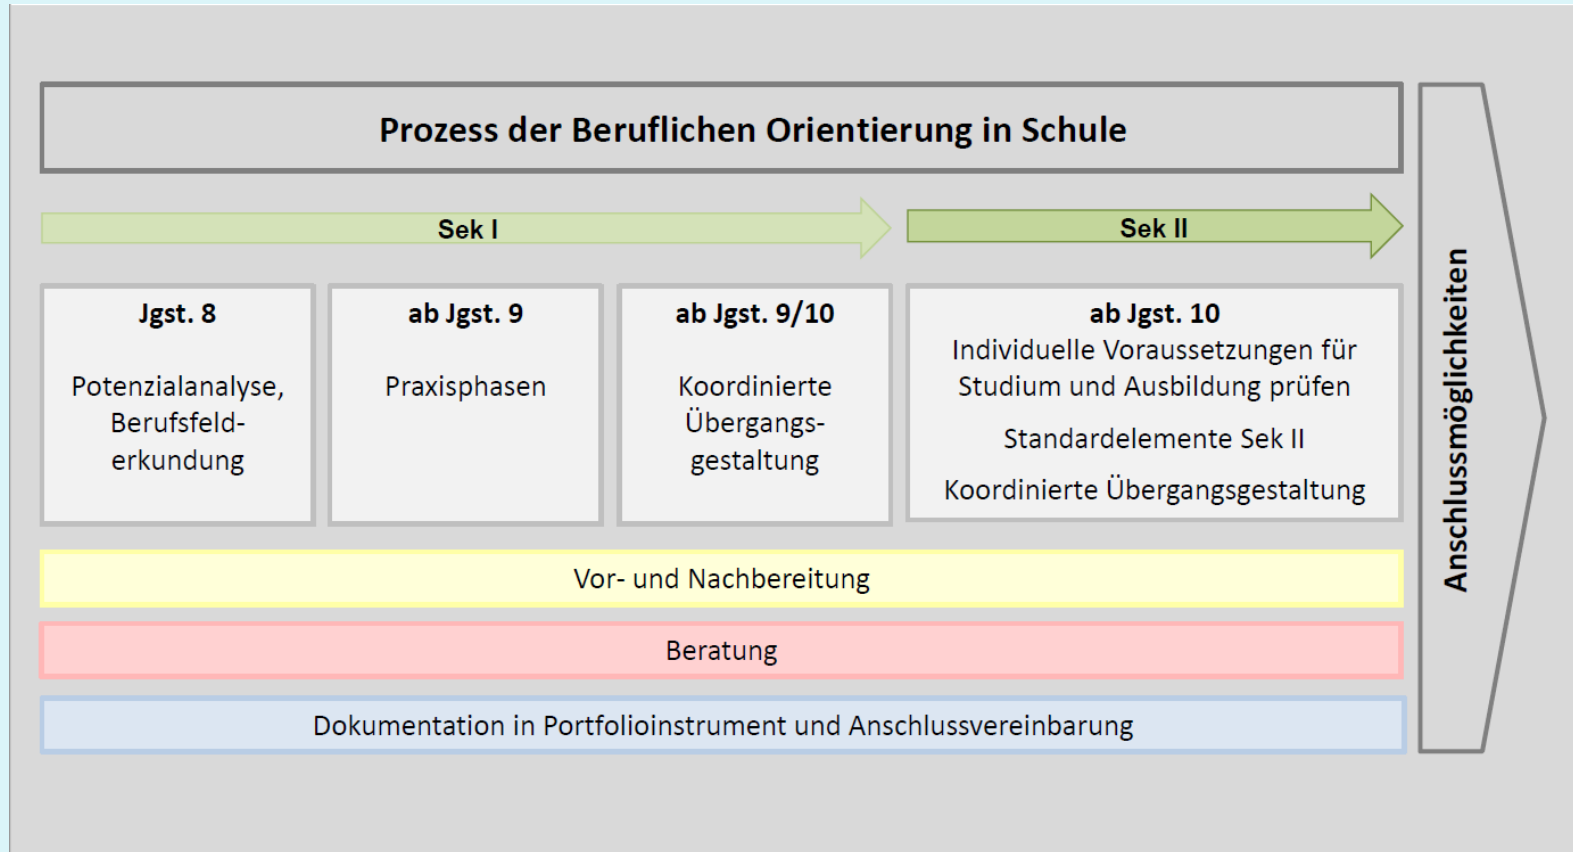 Prozess der Beruflichen Orientierung in Schule
Sek I
Sek II
Jgst. 8
Potenzialanalyse,
Berufsfeld-
erkundung
ab Jgst. 9
Praxisphasen
ab Jgst. 9/10
Koordinierte
Übergangs-
gestaltung
ab Jgst. 10
Individuelle Voraussetzungen für
Studium und Ausbildung prüfen
Standardelemente Sek II
Koordinierte Übergangsgestaltung
Vor- und Nachbereitung
Beratung
Dokumentation in Portfolioinstrument und Anschlussvereinbarung
Anschlussmöglichkeiten